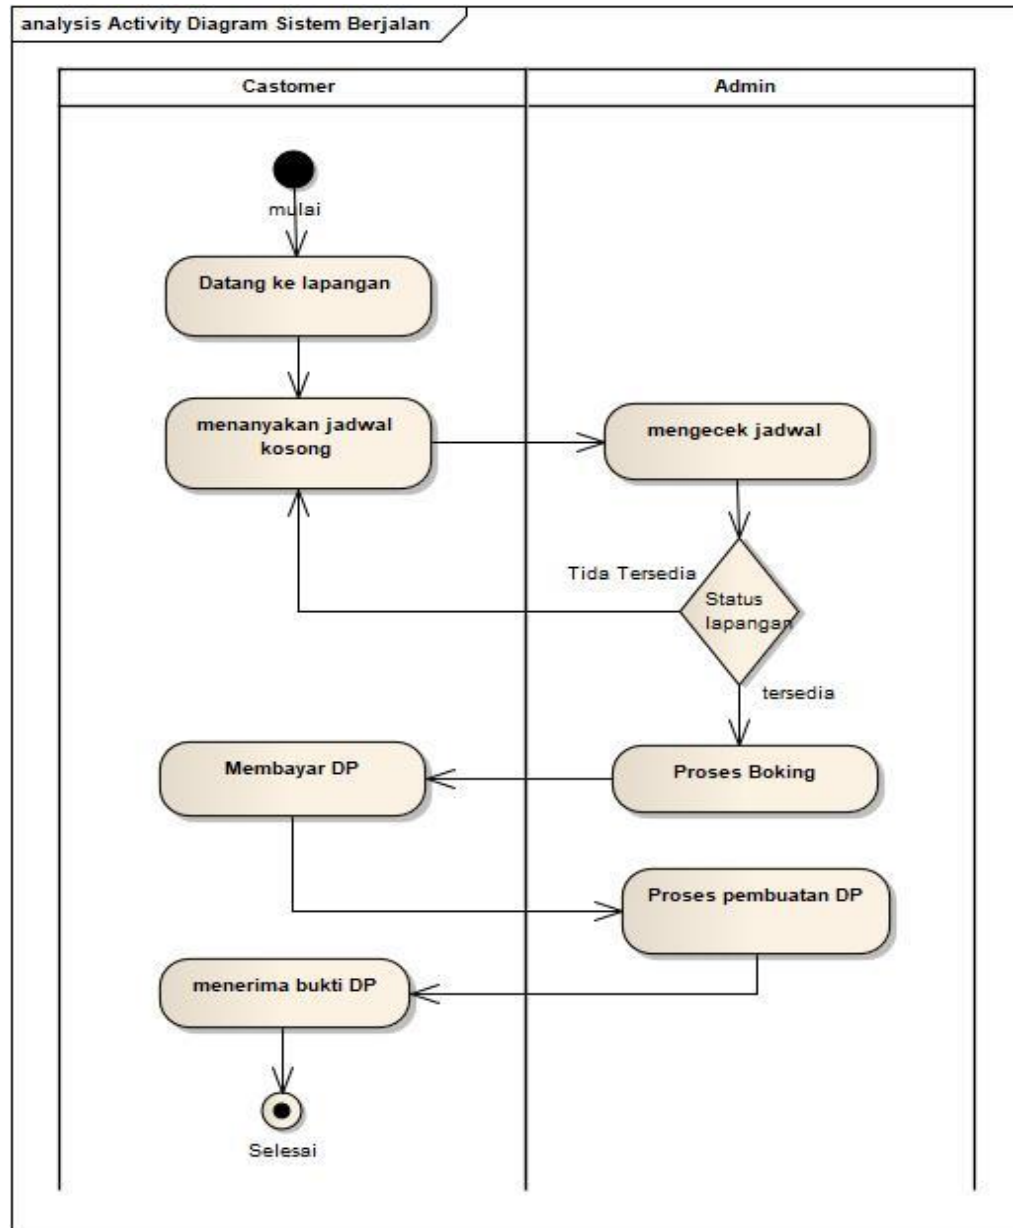 analysis Activity Diagram Sistem Berjalan
Castomer
Admin
mulai
Datang ke lapangan
menanyakan jadwal
kosong
mengecek jadwal
Tida Tersedia
Status
lapangan
tersedia
Membayar DP
Proses Boking
Proses pembuatan DP
menerima bukti DP
Selesai